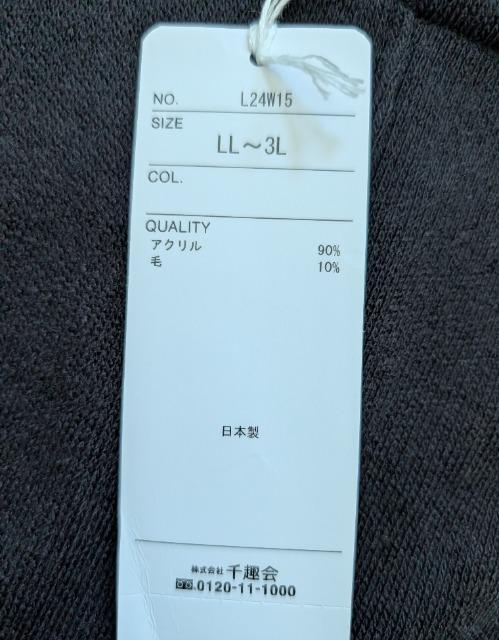 NO. L24W15
SIZE
LL～3L
COL.
QUALITY
アクリル 90%
毛 10%
日本製
株式会社 千趣会
0120-11-1000